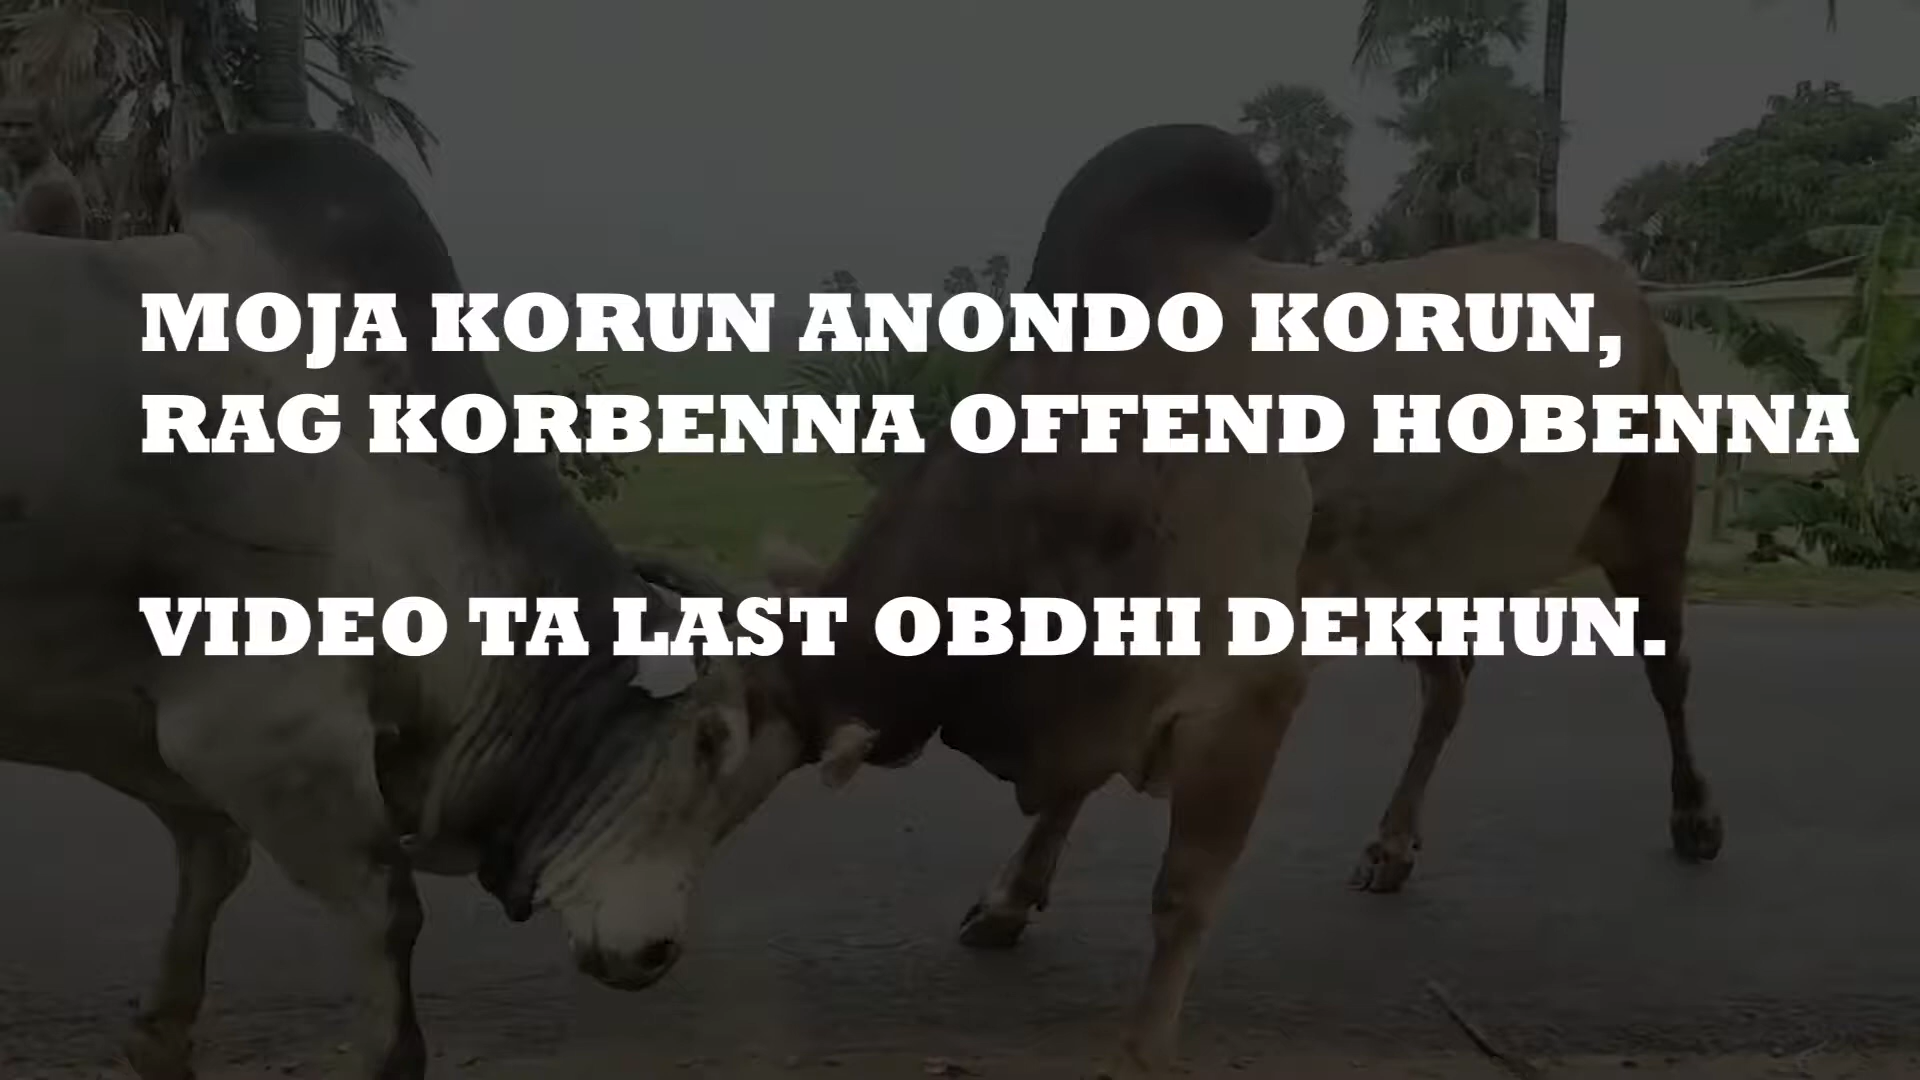 MOJA KORUN ANONDO KORUN,
RAG KORBENNA OFFEND HOBENNA
VIDEO TA LAST OBDHI DEKHUN.